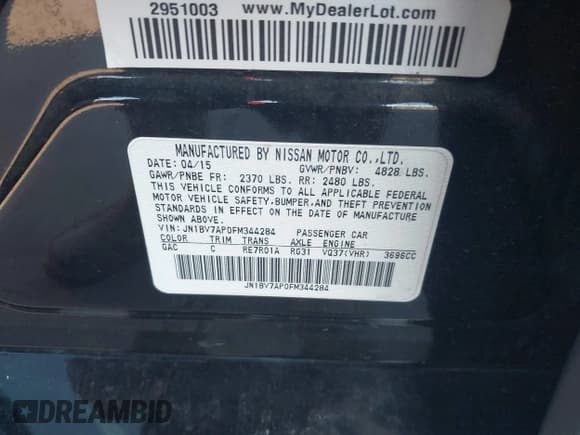 2951003 www.MyDealerLot.com
MANUFACTURED BY NISSAN MOTOR CO.,LTD.
DATE: 04/15 GVWR/PNBV: 4828 LBS.
GAWR/PNBE FR: 2370 LBS. RR: 2480 LBS.
THIS VEHICLE CONFORMS TO ALL APPLICABLE FEDERAL
MOTOR VEHICLE SAFETY,BUMPER,AND THEFT PREVENTION
STANDARDS IN EFFECT ON THE DATE OF MANUFACTURE
SHOWN ABOVE.
VIN: JN1BV7AP0FM344284 PASSENGER CAR
COLOR TRIM TRANS AXLE ENGINE
GAC C RE7R01A RG31 VQ37(VHR) 3696CC
JN1BV7AP0FM344284
DREAMBID